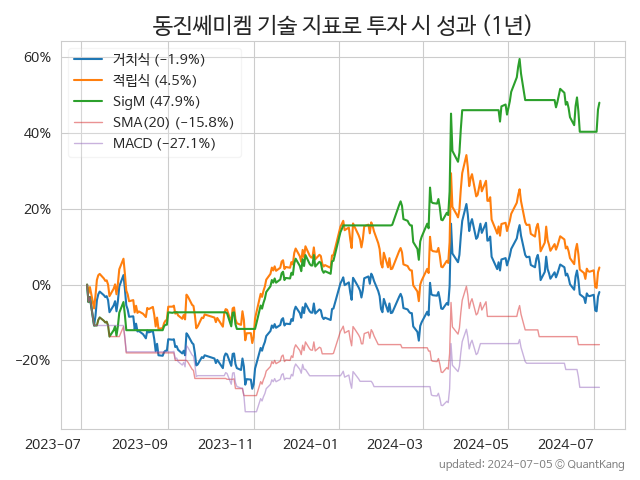 동진쎄미켐 기술 지표로 투자 시 성과 (1년)
60%
40%
20%
0%
−20%
거치식 (−1.9%)
적립식 (4.5%)
SigM (47.9%)
SMA(20) (−15.8%)
MACD (−27.1%)
2023-07 2023-09 2023-11 2024-01 2024-03 2024-05 2024-07
updated: 2024-07-05 © QuantKang